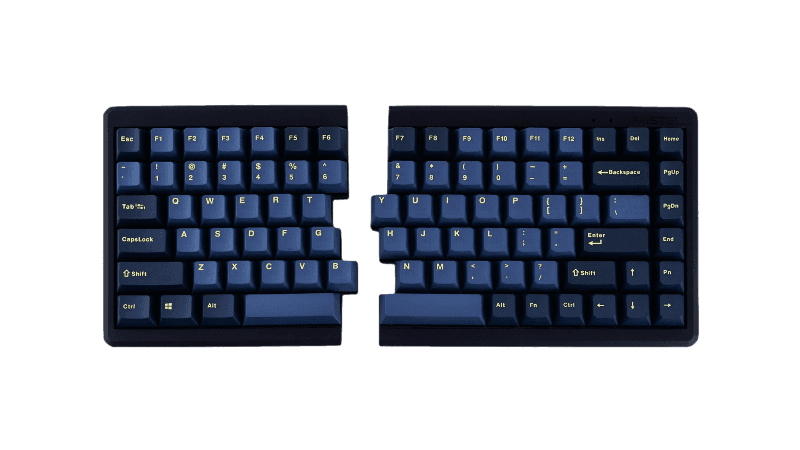 Esc F1 F2 F3 F4 F5 F6 F7 F8 F9 F10 F11 F12 Ins Del Home
~ ! @ # $ % ^ & * ( ) _ +
` 1 2 3 4 5 6 7 8 9 0 - = ←Backspace PgUp
Tab Q W E R T Y U I O P { } : PgDn
[ ] \
CapsLock A S D F G H J K L : " Enter End
; '
Shift Z X C V B N M < > ? Shift ↑ Pn
, . /
Ctrl Alt Alt Fn Ctrl ← ↓ →